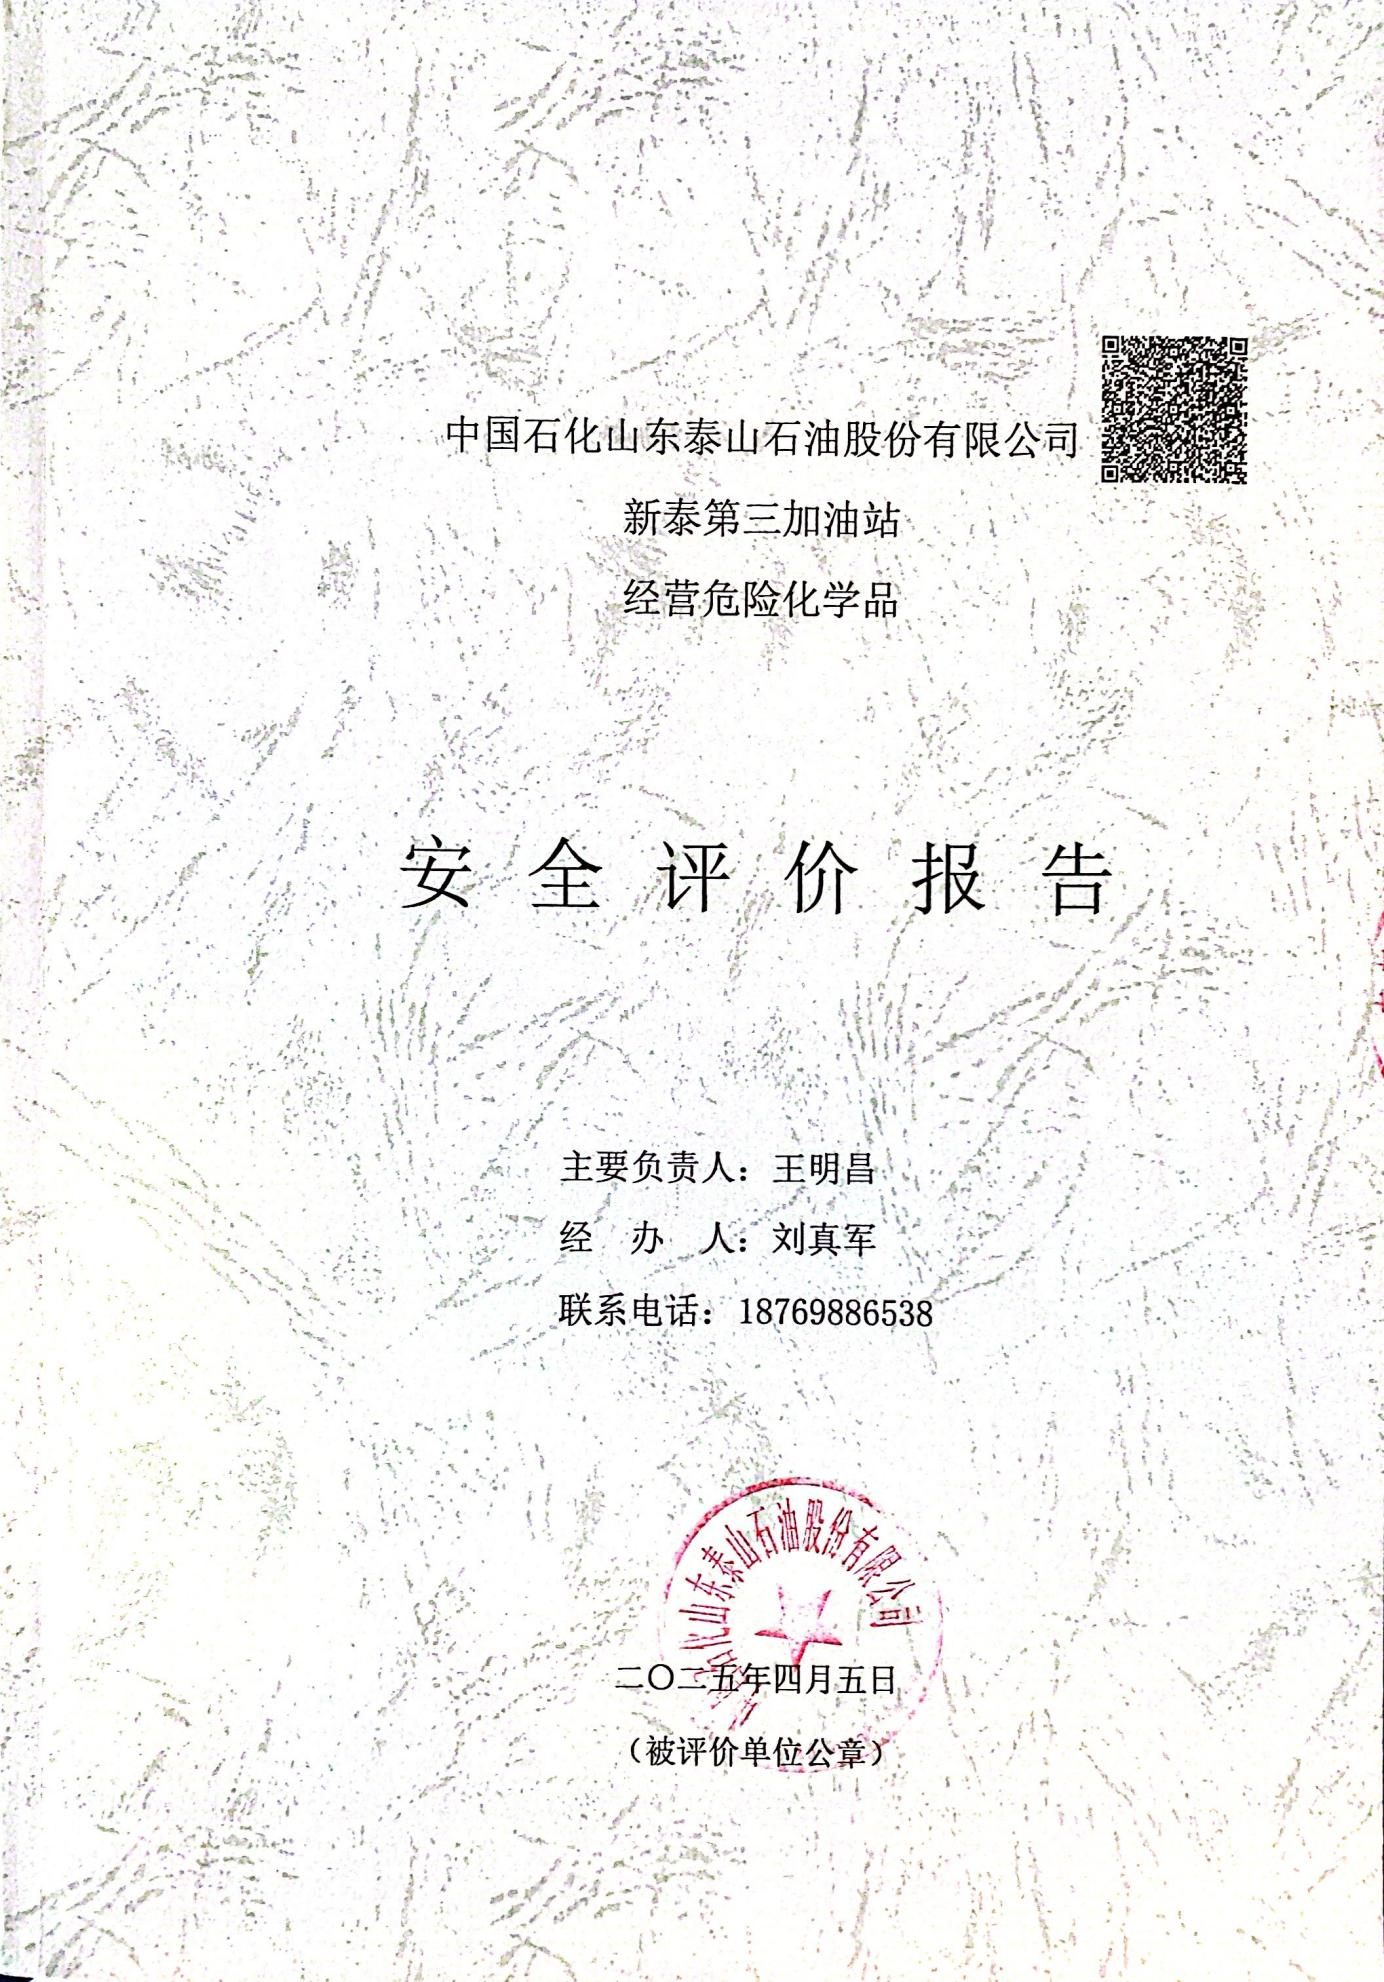 中国石化山东泰山石油股份有限公司
新泰第三加油站
经营危险化学品
安全评价报告
主要负责人：王明昌
经 办 人：刘真军
联系电话：18769886538
石化山东泰山石油股份有限公司
二〇二五年四月五日
（被评价单位公章）